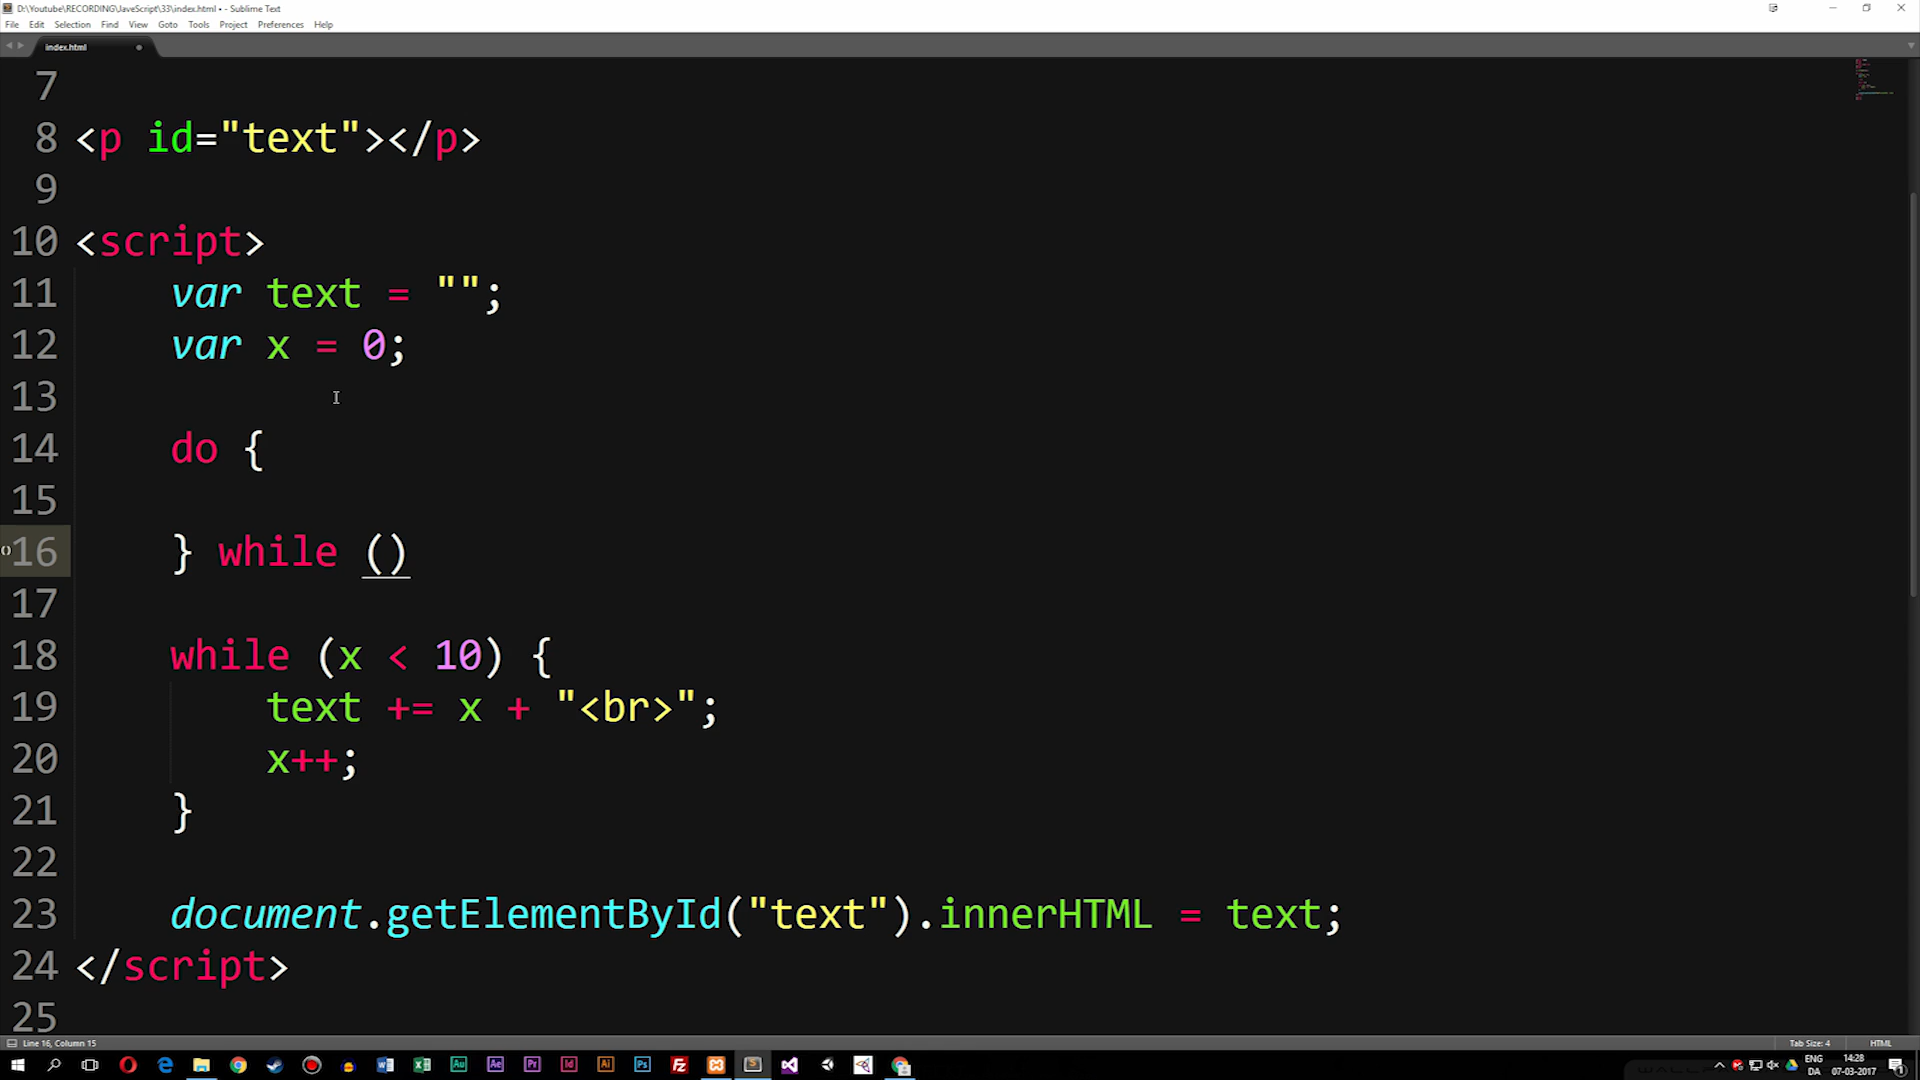 D:\Youtube\RECORDING\JaveScript\33\index.html • - Sublime Text
File Edit Selection Find View Goto Tools Project Preferences Help
index.html
7
8 <p id="text"></p>
9
10 <script>
11 var text = "";
12 var x = 0;
13
14 do {
15
16 } while ()
17
18 while (x < 10) {
19 text += x + "<br>";
20 x++;
21 }
22
23 document.getElementById("text").innerHTML = text;
24 </script>
25
Line 16, Column 15 Tab Size: 4 HTML
ENG 14:28
DA 07-03-2017